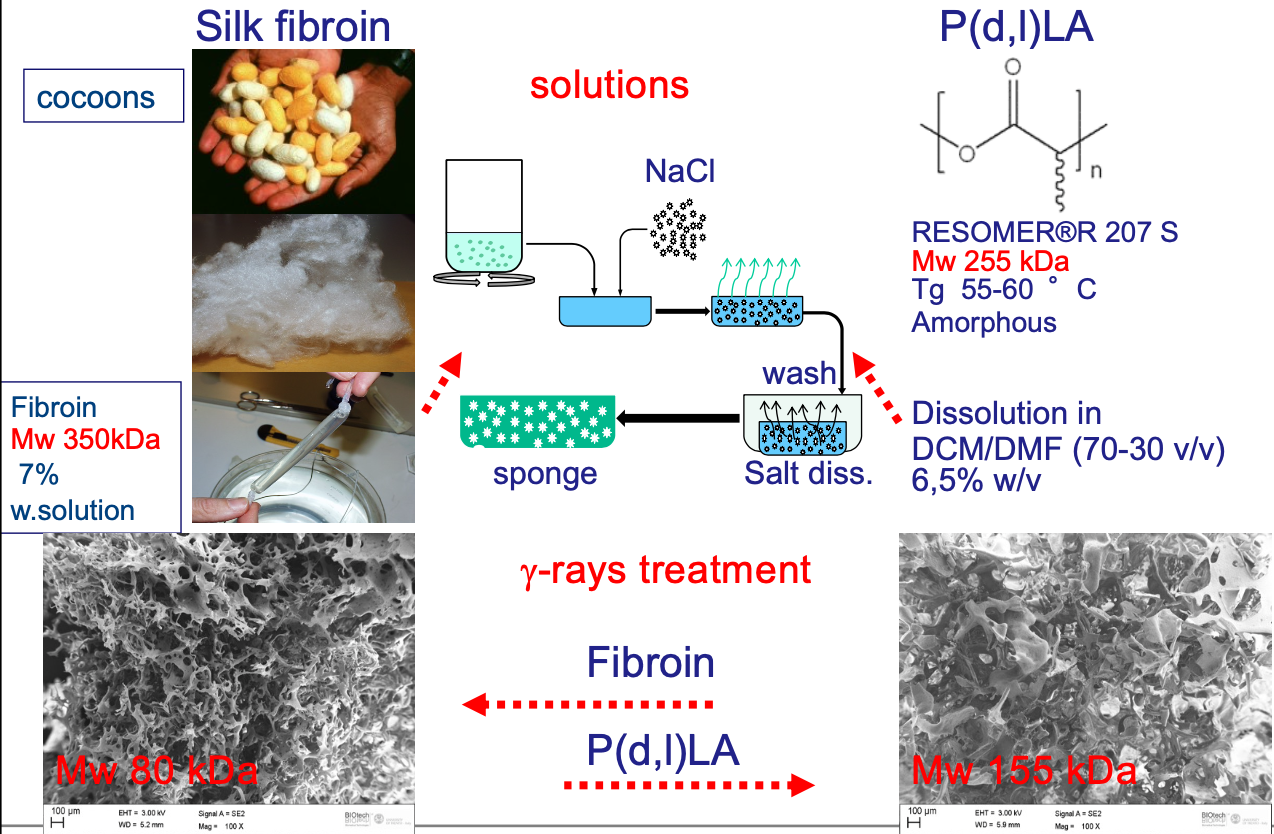 Silk fibroin
P(d,l)LA
cocoons
solutions
O
O
n
NaCl
RESOMER®R 207 S
Mw 255 kDa
Tg 55-60 ° C
Amorphous
wash
Fibroin
Mw 350kDa
7%
w.solution
sponge
Salt diss.
Dissolution in
DCM/DMF (70-30 v/v)
6,5% w/v
γ-rays treatment
Fibroin
P(d,l)LA
Mw 80 kDa
Mw 155 kDa
100 µm
EHT = 3.00 kV
Signal A = SE2
WD = 5.2 mm
Mag = 100 X
BIOtech
100 µm
EHT = 3.00 kV
Signal A = SE2
WD = 5.9 mm
Mag = 100 X
BIOtech